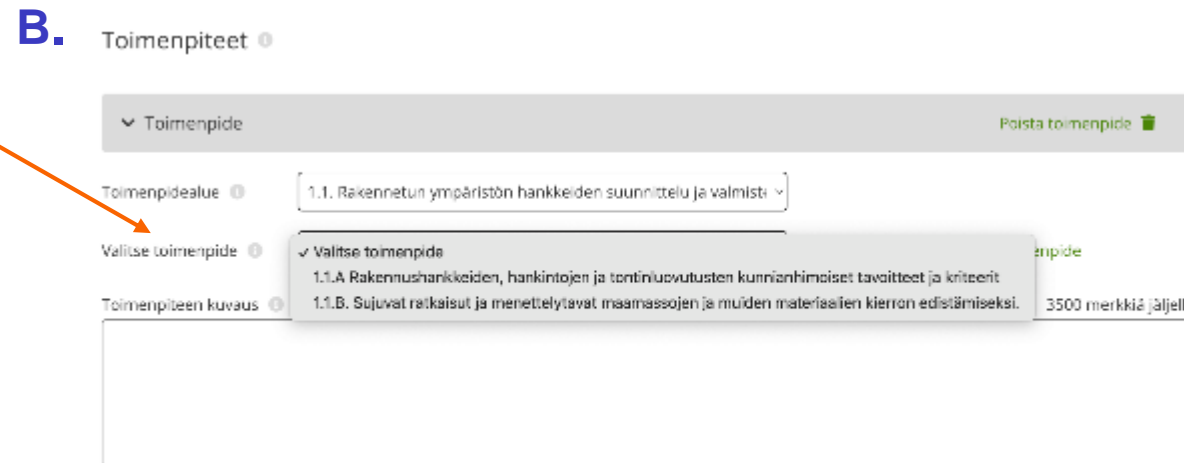 B.
Toimenpiteet
Toimenpide
Poista toimenpide
Toimenpidealue
1.1. Rakennetun ympäristön hankkeiden suunnittelu ja valmiste
Valitse toimenpide
✓ Valitse toimenpide
enpide
1.1.A Rakennushankkeiden, hankintojen ja tontinluovutusten kunnianhimoiset tavoitteet ja kriteerit
1.1.B. Sujuvat ratkaisut ja menettelytavat maamassojen ja muiden materiaalien kierron edistämiseksi.
Toimenpiteen kuvaus
3500 merkkiä jäljell